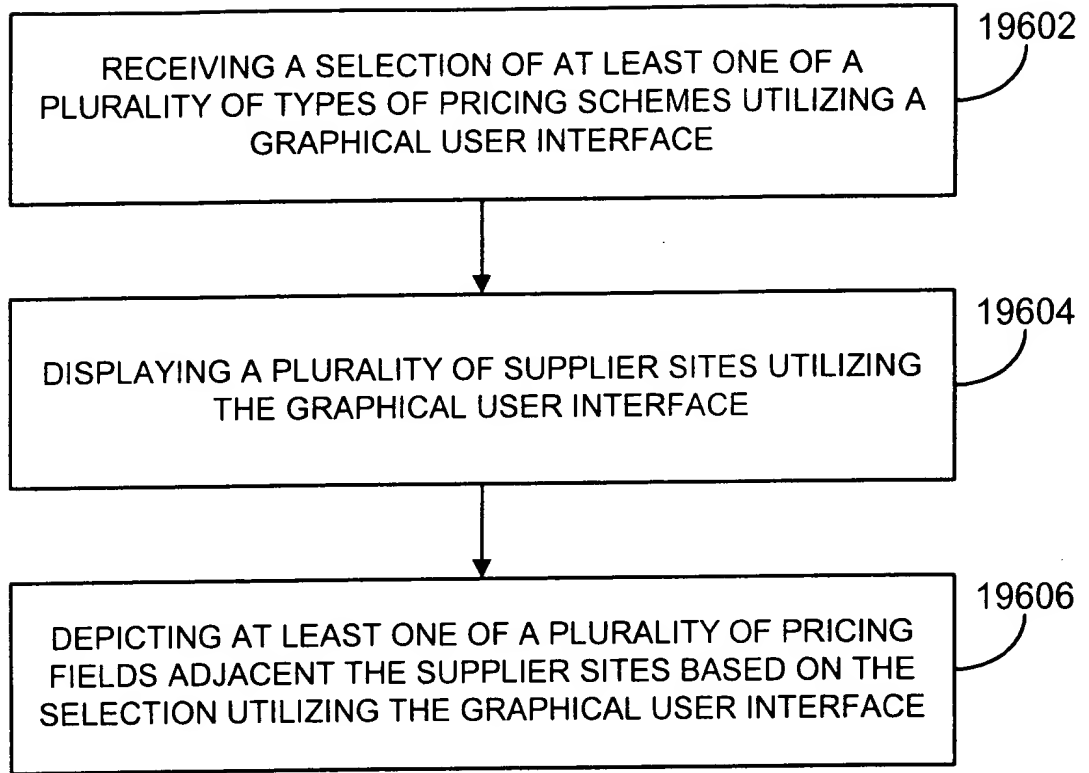 19602
RECEIVING A SELECTION OF AT LEAST ONE OF A
PLURALITY OF TYPES OF PRICING SCHEMES UTILIZING A
GRAPHICAL USER INTERFACE
19604
DISPLAYING A PLURALITY OF SUPPLIER SITES UTILIZING
THE GRAPHICAL USER INTERFACE
19606
DEPICTING AT LEAST ONE OF A PLURALITY OF PRICING
FIELDS ADJACENT THE SUPPLIER SITES BASED ON THE
SELECTION UTILIZING THE GRAPHICAL USER INTERFACE